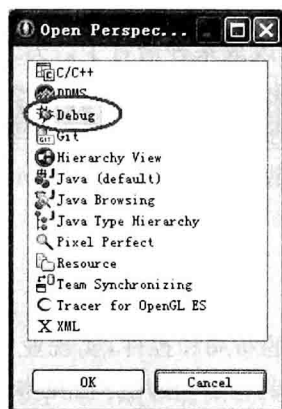 Open Perspec...
C/C++
DDMS
Debug
GIT Git
Hierarchy View
Java (default)
Java Browsing
Java Type Hierarchy
Pixel Perfect
Resource
Team Synchronizing
Tracer for OpenGL ES
X XML
OK
Cancel